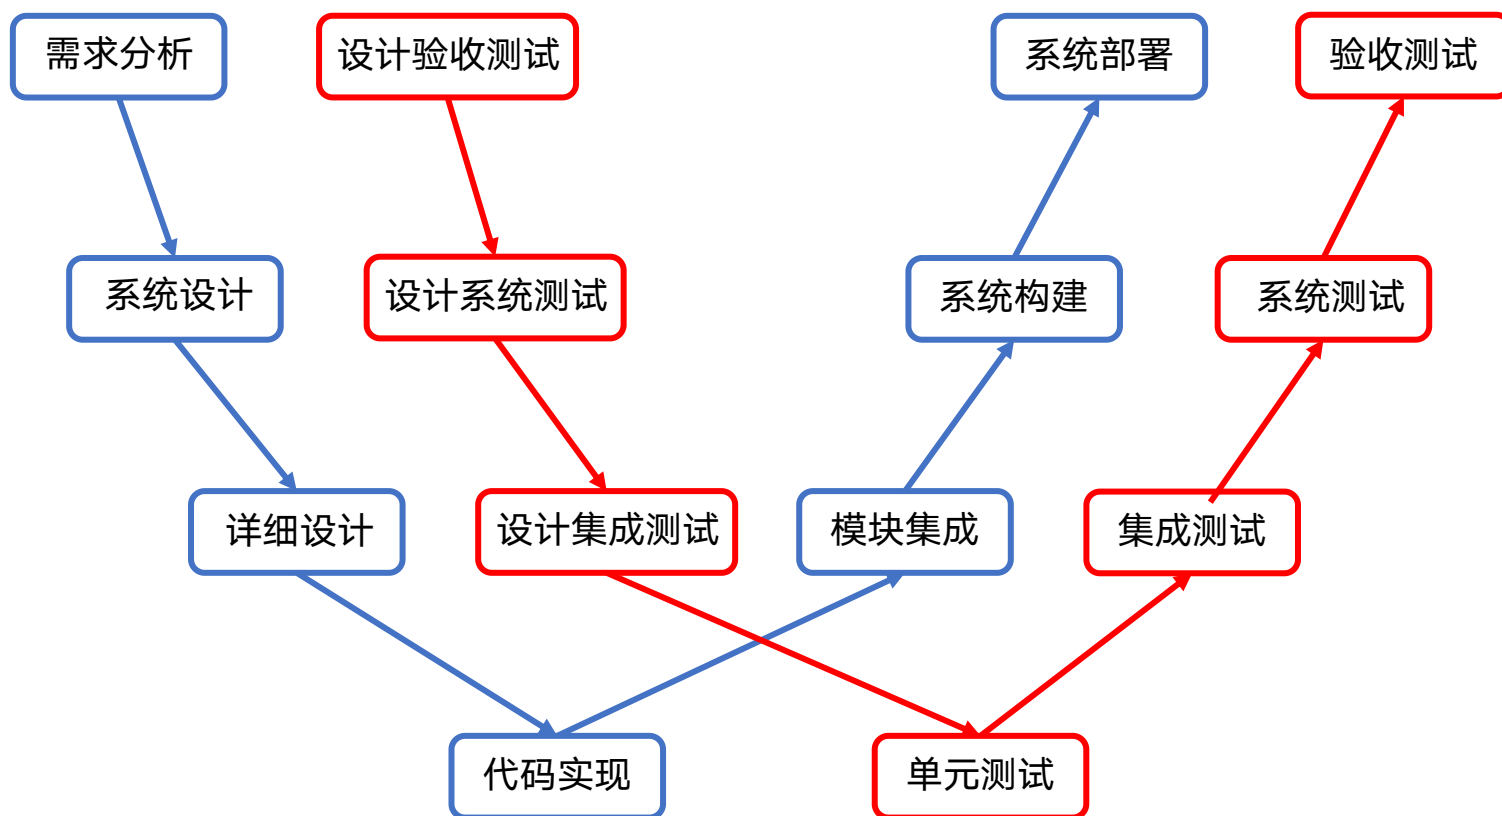 需求分析
设计验收测试
系统部署
验收测试
系统设计
设计系统测试
系统构建
系统测试
详细设计
设计集成测试
模块集成
集成测试
代码实现
单元测试